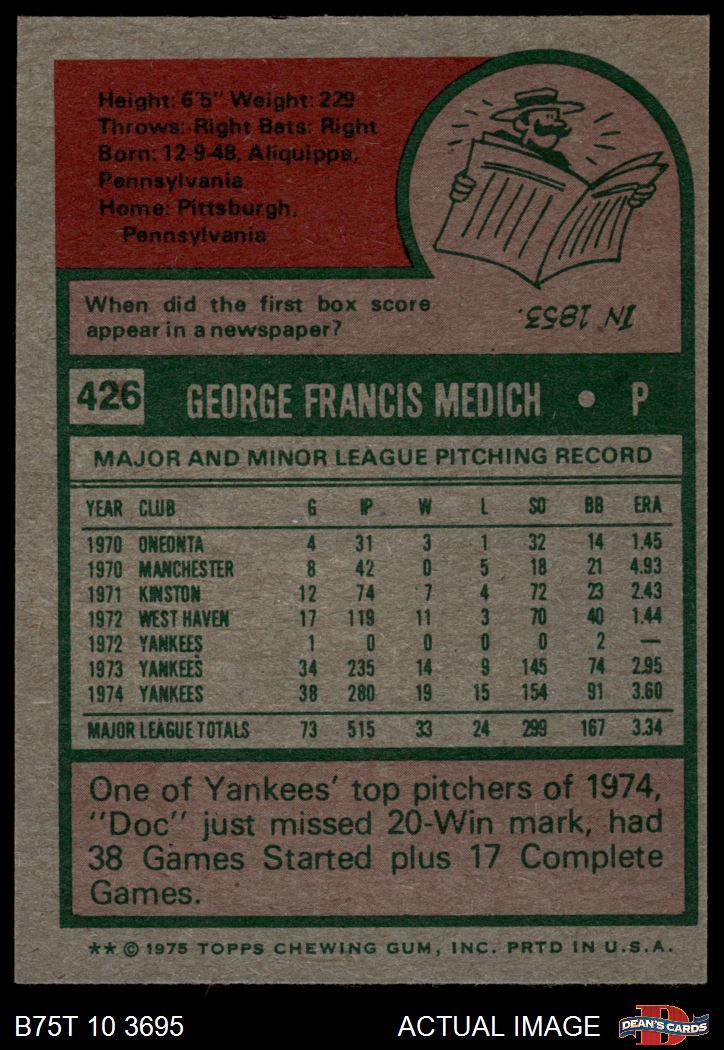 Height: 6'5" Weight: 229
Throws: Right Bats: Right
Born: 12-9-48, Aliquippa,
Pennsylvania
Home: Pittsburgh,
Pennsylvania
When did the first box score
appear in a newspaper?
IN 1853.
426 GEORGE FRANCIS MEDICH • P
MAJOR AND MINOR LEAGUE PITCHING RECORD
YEAR CLUB G IP W L SO BB ERA
1970 ONEONTA 4 31 3 1 32 14 1.45
1970 MANCHESTER 8 42 0 5 18 21 4.93
1971 KINSTON 12 74 7 4 72 23 2.43
1972 WEST HAVEN 17 119 11 3 70 40 1.44
1972 YANKEES 1 0 0 0 0 2 —
1973 YANKEES 34 235 14 9 145 74 2.95
1974 YANKEES 38 280 19 15 154 91 3.60
MAJOR LEAGUE TOTALS 73 515 33 24 299 167 3.34
One of Yankees' top pitchers of 1974,
"Doc" just missed 20-Win mark, had
38 Games Started plus 17 Complete
Games.
** © 1975 TOPPS CHEWING GUM, INC. PRTD IN U.S.A.
B75T 10 3695 ACTUAL IMAGE DEAN'S CARDS